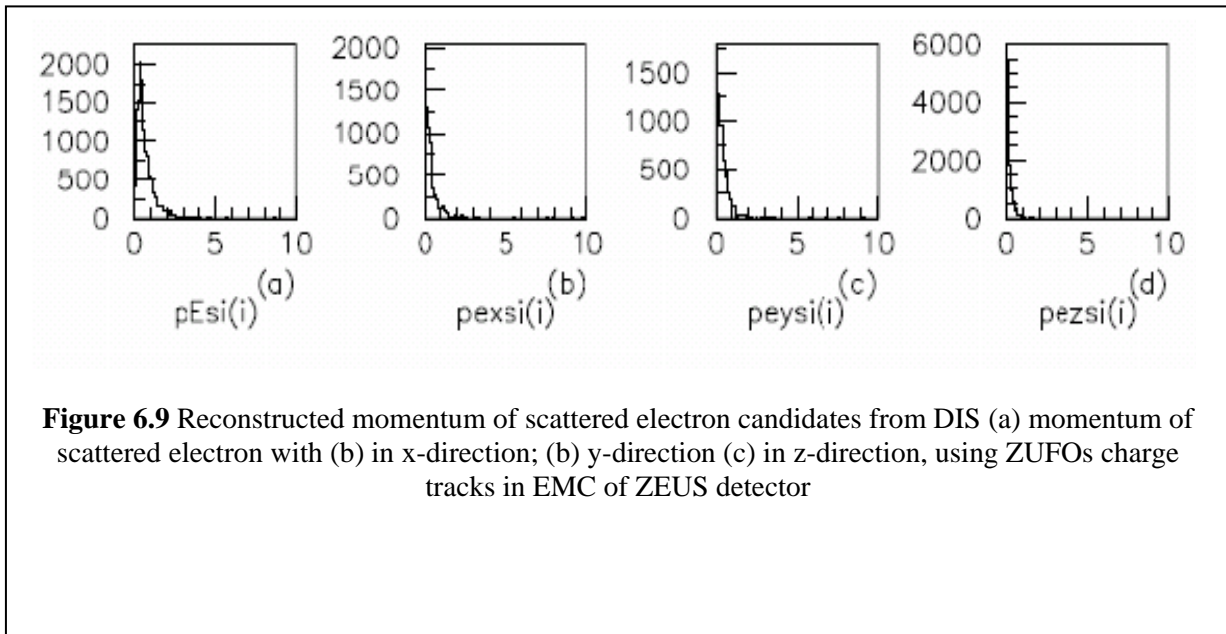 2000
1500
1000
500
0
0 5 10
(a)
pEsi(i)
2000
1500
1000
500
0
0 5 10
(b)
pexsi(i)
1500
1000
500
0
0 5 10
(c)
peysi(i)
6000
4000
2000
0
0 5 10
(d)
pezsi(i)
Figure 6.9 Reconstructed momentum of scattered electron candidates from DIS (a) momentum of
scattered electron with (b) in x-direction; (b) y-direction (c) in z-direction, using ZUFOs charge
tracks in EMC of ZEUS detector